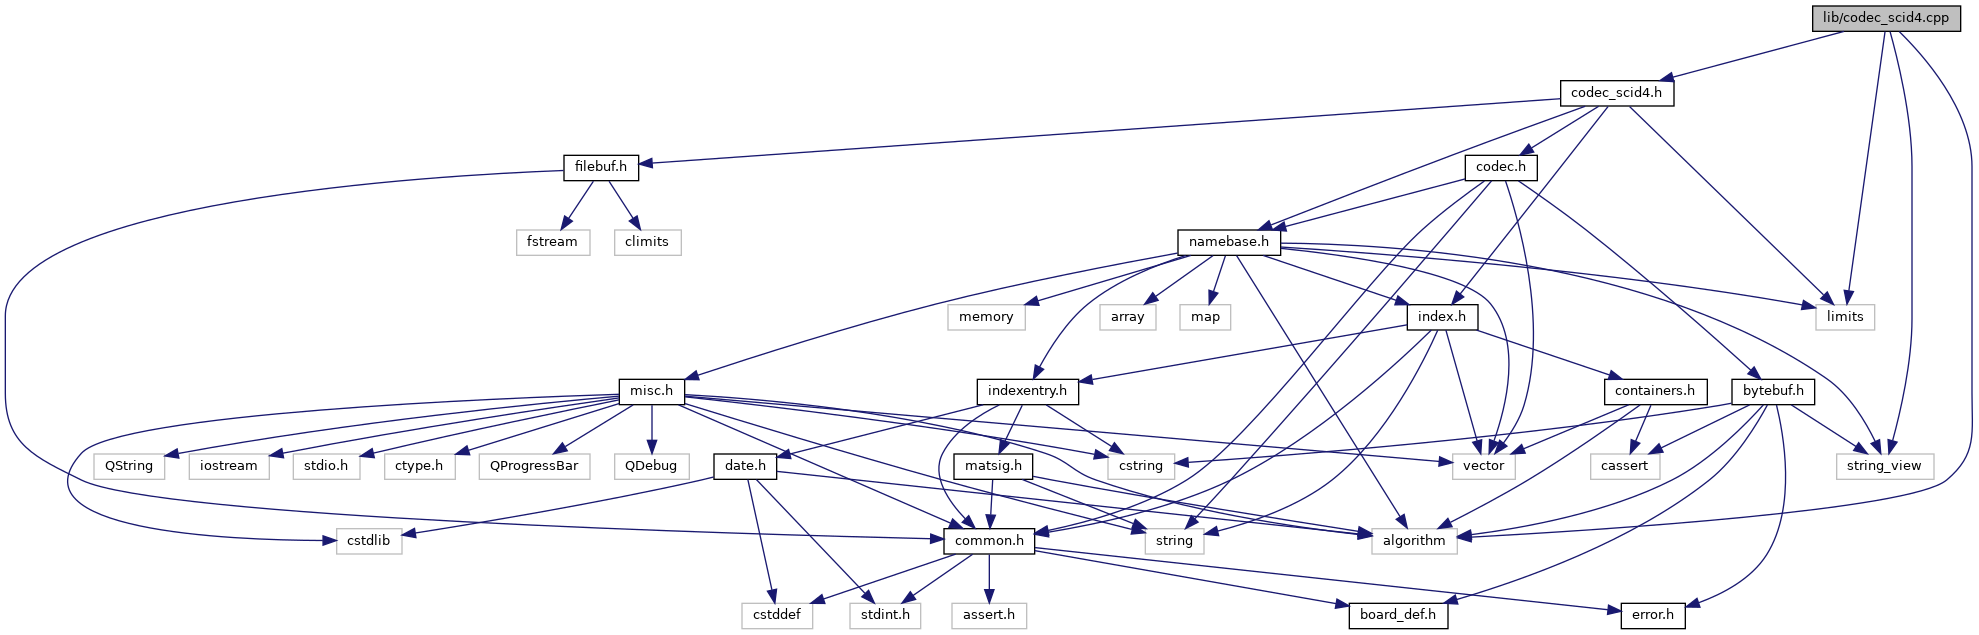 lib/codec_scid4.cpp
codec_scid4.h
filebuf.h
codec.h
fstream
climits
namebase.h
memory
array
map
index.h
limits
misc.h
indexentry.h
containers.h
bytebuf.h
QString
iostream
stdio.h
ctype.h
QProgressBar
QDebug
date.h
matsig.h
cstring
vector
cassert
string_view
cstdlib
common.h
string
algorithm
cstddef
stdint.h
assert.h
board_def.h
error.h